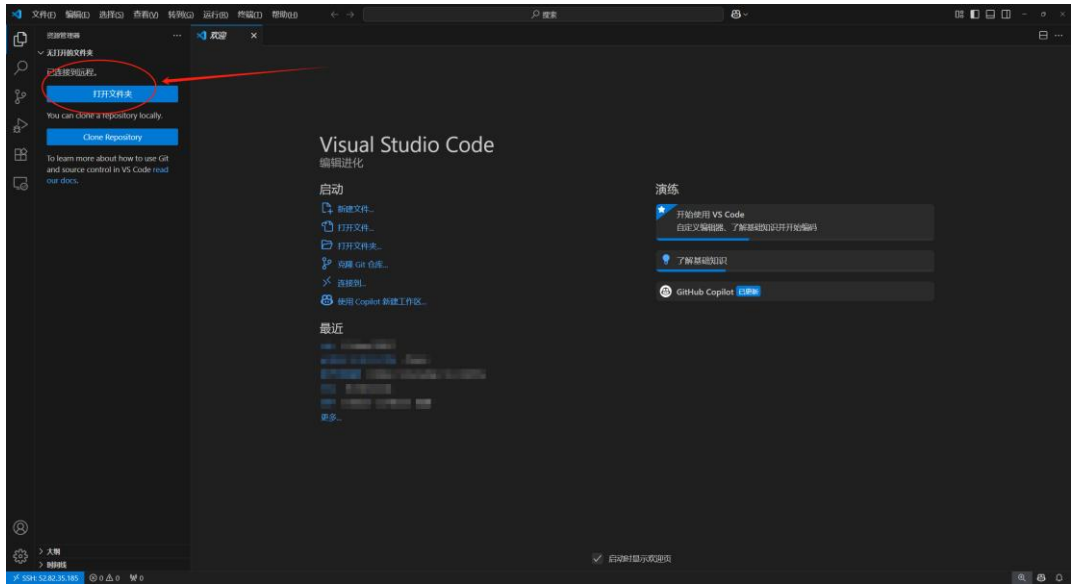 文件(F) 编辑(E) 选择(S) 查看(V) 转到(G) 运行(R) 终端(T) 帮助(H)
搜索
资源管理器
欢迎
无打开的文件夹
已连接到远程。
打开文件夹
You can clone a repository locally.
Clone Repository
To learn more about how to use Git
and source control in VS Code read
our docs.
Visual Studio Code
编辑进化
启动
新建文件...
打开文件...
打开文件夹...
克隆 Git 仓库...
连接到...
使用 Copilot 新建工作区...
最近
更多...
演练
开始使用 VS Code
自定义编辑器、了解基础知识并开始编码
了解基础知识
GitHub Copilot 已更新
启动时显示欢迎页
大纲
时间线
SSH: 52.82.35.185 0 0 0